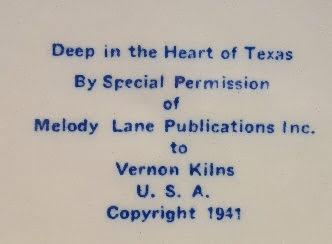 Deep in the Heart of Texas
By Special Permission
of
Melody Lane Publications Inc.
to
Vernon Kilns
U. S. A.
Copyright 1941